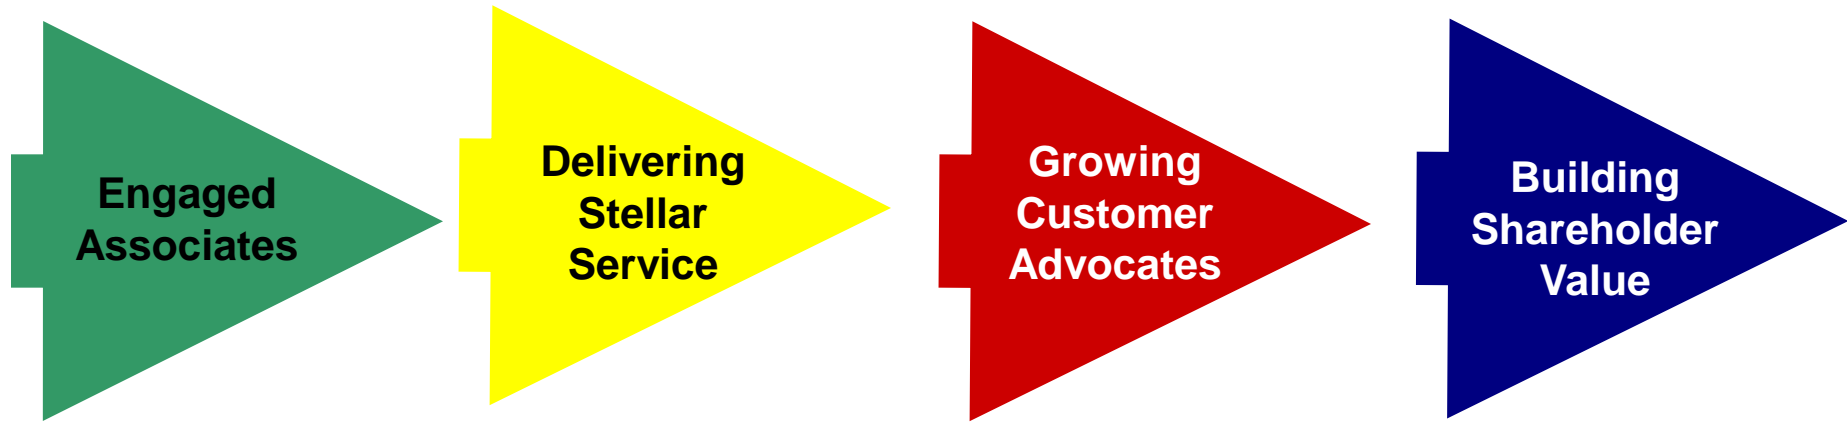 Engaged
Associates
Delivering
Stellar
Service
Growing
Customer
Advocates
Building
Shareholder
Value